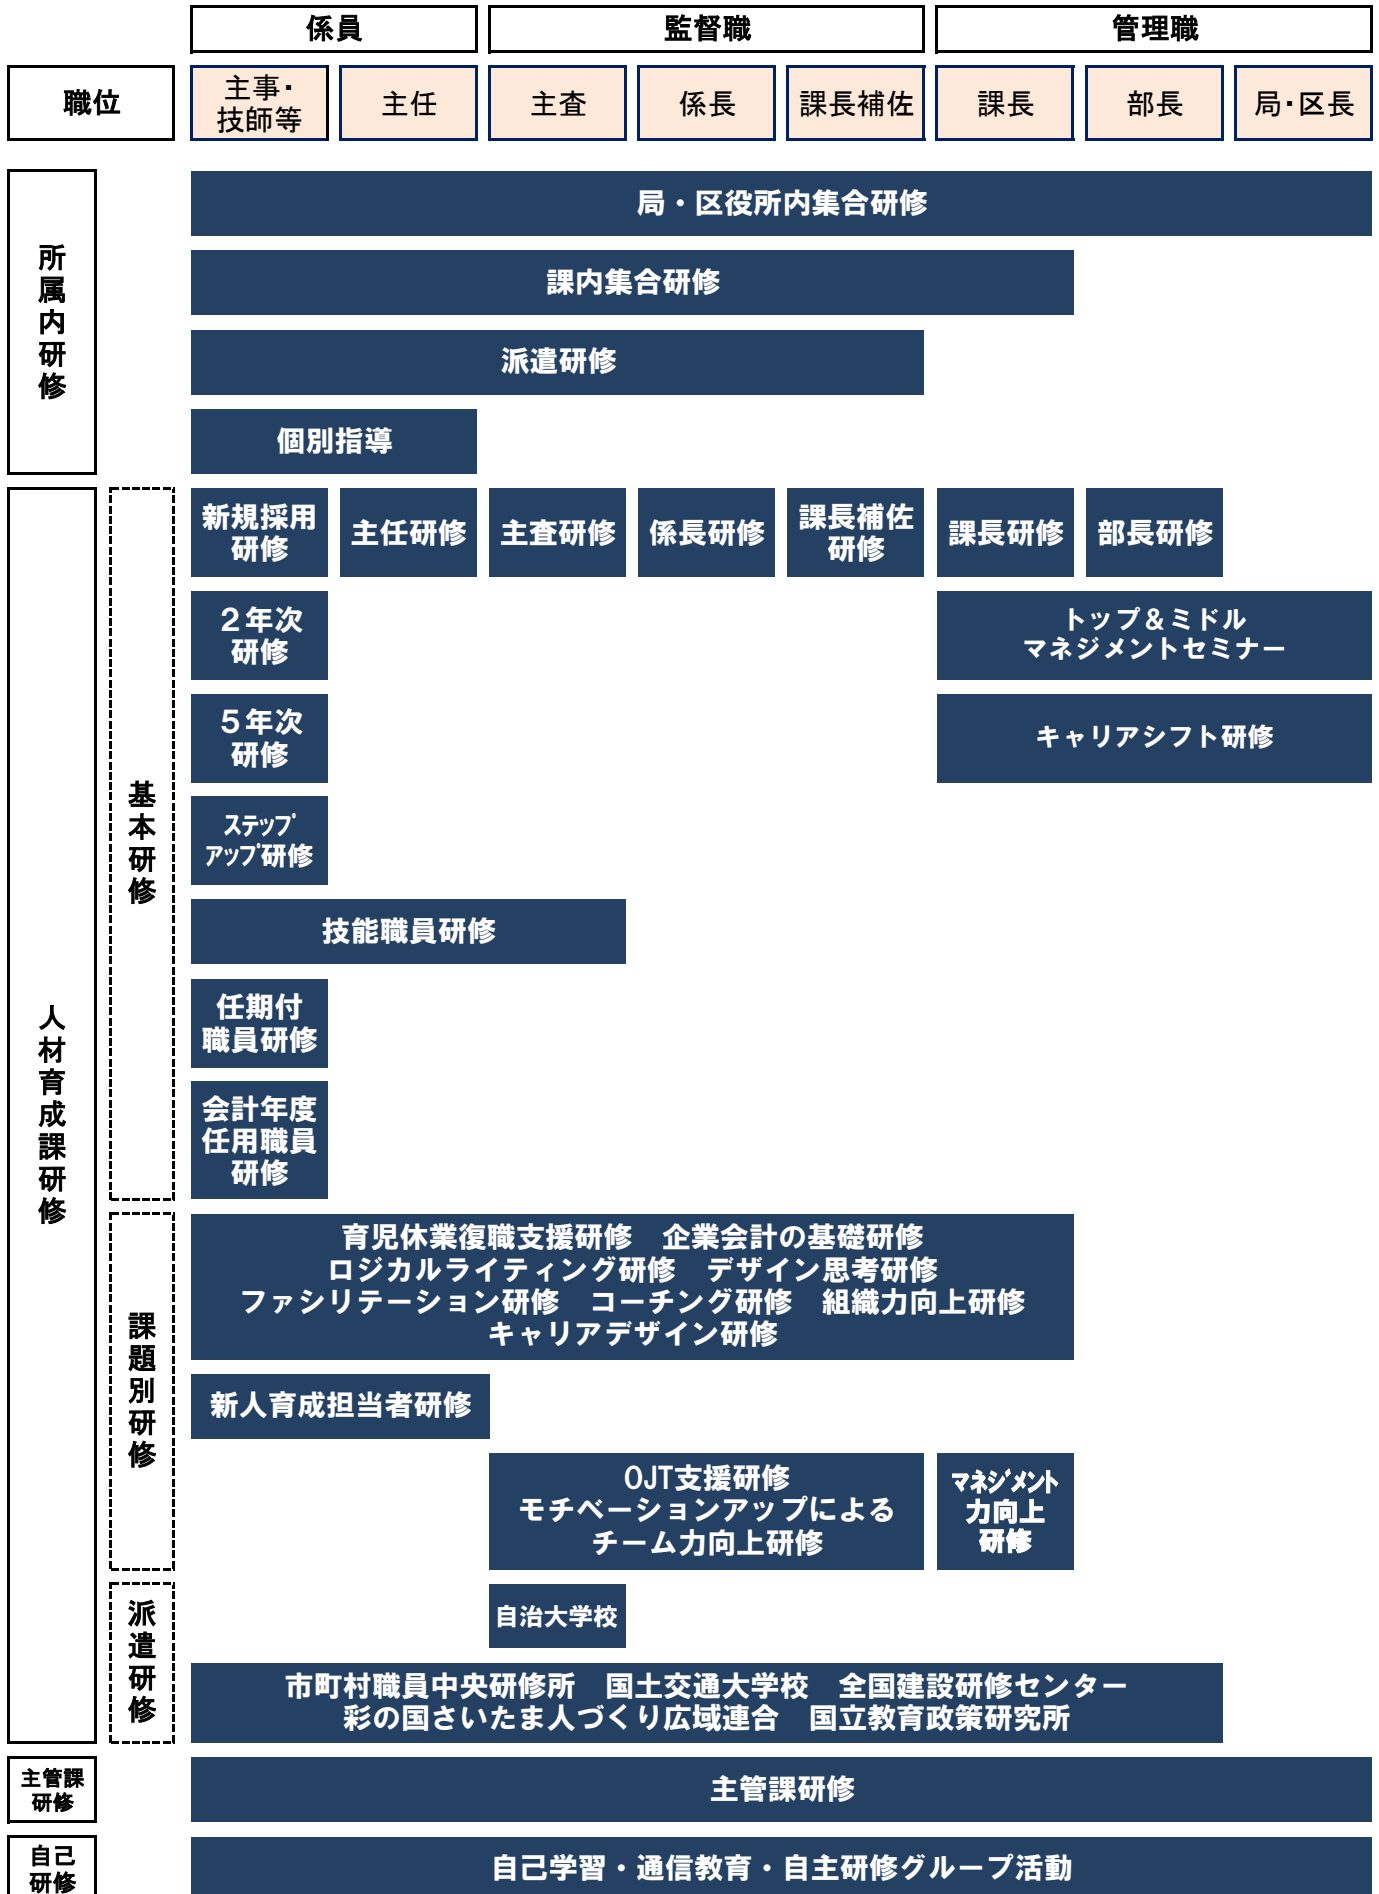 係員
監督職
管理職
職位
主事・
技師等
主任
主査
係長
課長補佐
課長
部長
局・区長
所属内研修
局・区役所内集合研修
課内集合研修
派遣研修
個別指導
人材育成課研修
基本研修
新規採用
研修
主任研修
主査研修
係長研修
課長補佐
研修
課長研修
部長研修
２年次
研修
トップ＆ミドル
マネジメントセミナー
５年次
研修
キャリアシフト研修
ｽﾃｯﾌﾟ
ｱｯﾌﾟ研修
技能職員研修
任期付
職員研修
会計年度
任用職員
研修
課題別研修
育児休業復職支援研修　企業会計の基礎研修
ロジカルライティング研修　デザイン思考研修
ファシリテーション研修　コーチング研修　組織力向上研修
キャリアデザイン研修
新人育成担当者研修
OJT支援研修
モチベーションアップによる
チーム力向上研修
ﾏﾈｼﾞﾒﾝﾄ
力向上
研修
派遣研修
自治大学校
市町村職員中央研修所　国土交通大学校　全国建設研修センター
彩の国さいたま人づくり広域連合　国立教育政策研究所
主管課
研修
主管課研修
自己
研修
自己学習・通信教育・自主研修グループ活動